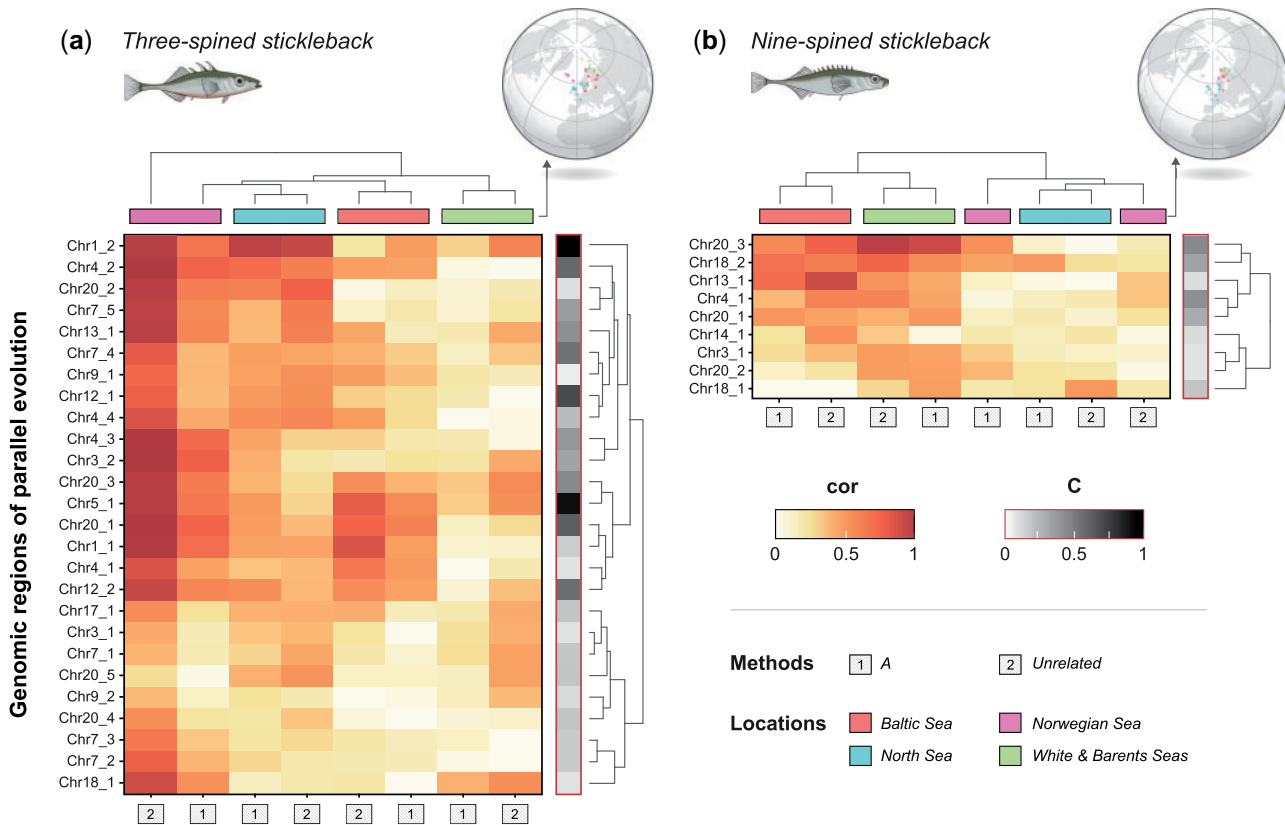 (a) Three-spined stickleback
Genomic regions of parallel evolution
Chr1_2
Chr4_2
Chr20_2
Chr7_5
Chr13_1
Chr7_4
Chr9_1
Chr12_1
Chr4_4
Chr4_3
Chr3_2
Chr20_3
Chr5_1
Chr20_1
Chr1_1
Chr4_1
Chr12_2
Chr17_1
Chr3_1
Chr7_1
Chr20_5
Chr9_2
Chr20_4
Chr7_3
Chr7_2
Chr18_1
2 1 1 2 2 1 1 2
(b) Nine-spined stickleback
Chr20_3
Chr18_2
Chr13_1
Chr4_1
Chr20_1
Chr14_1
Chr3_1
Chr20_2
Chr18_1
1 2 2 1 1 1 2 2
cor
0 0.5 1
C
0 0.5 1
Methods 1 A 2 Unrelated
Locations Baltic Sea Norwegian Sea
North Sea White & Barents Seas